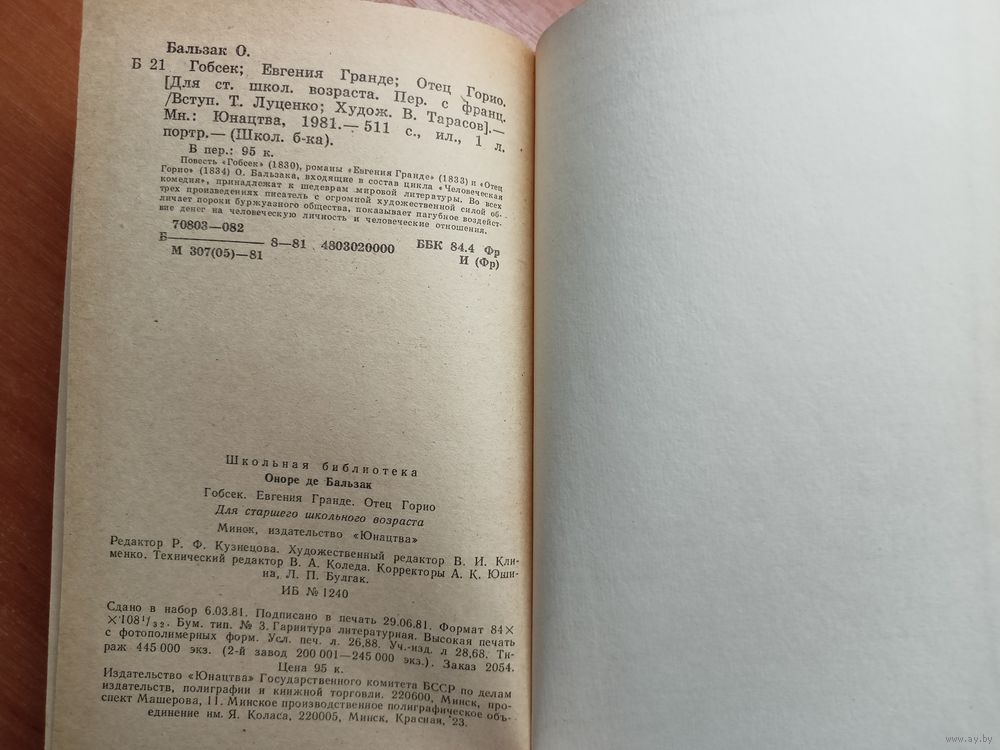 Бальзак О.
Б 21 Гобсек; Евгения Гранде; Отец Горио.
[Для ст. школ. возраста. Пер. с франц.
/Вступ. Т. Луценко; Худож. В. Тарасов].—
Мн.: Юнацтва, 1981.— 511 с., ил., 1 л.
портр.— (Школ. б-ка).
В пер.: 95 к.
Повесть «Гобсек» (1830), романы «Евгения Гранде» (1833) и «Отец
Горио» (1834) О. Бальзака, входящие в состав цикла «Человеческая
комедия», принадлежат к шедеврам мировой литературы. Во всех
трех произведениях писатель с огромной художественной силой об-
личает пороки буржуазного общества, показывает пагубное воздейст-
вие денег на человеческую личность и человеческие отношения.
70803—082
Б 8—81 4803020000 ББК 84.4 Фр
М 307(05)—81 И (Фр)
Школьная библиотека
Оноре де Бальзак
Гобсек. Евгения Гранде. Отец Горио
Для старшего школьного возраста
Минск, издательство «Юнацтва»
Редактор Р. Ф. Кузнецова. Художественный редактор В. И. Кли-
менко. Технический редактор В. А. Коледа. Корректоры А. К. Юши-
на, Л. П. Булгак.
ИБ № 1240
Сдано в набор 6.03.81. Подписано в печать 29.06.81. Формат 84×
×108 1/32. Бум. тип. № 3. Гарнитура литературная. Высокая печать
с фотополимерных форм. Усл. печ. л. 26,88. Уч.-изд. л 28,68. Ти-
раж 445 000 экз. (2-й завод 200 001—245 000 экз.). Заказ 2054.
Цена 95 к.
Издательство «Юнацтва» Государственного комитета БССР по делам
издательств, полиграфии и книжной торговли. 220600, Минск, про-
спект Машерова, 11. Минское производственное полиграфическое объ-
единение им. Я. Коласа, 220005, Минск, Красная, 23.
www.ay.by